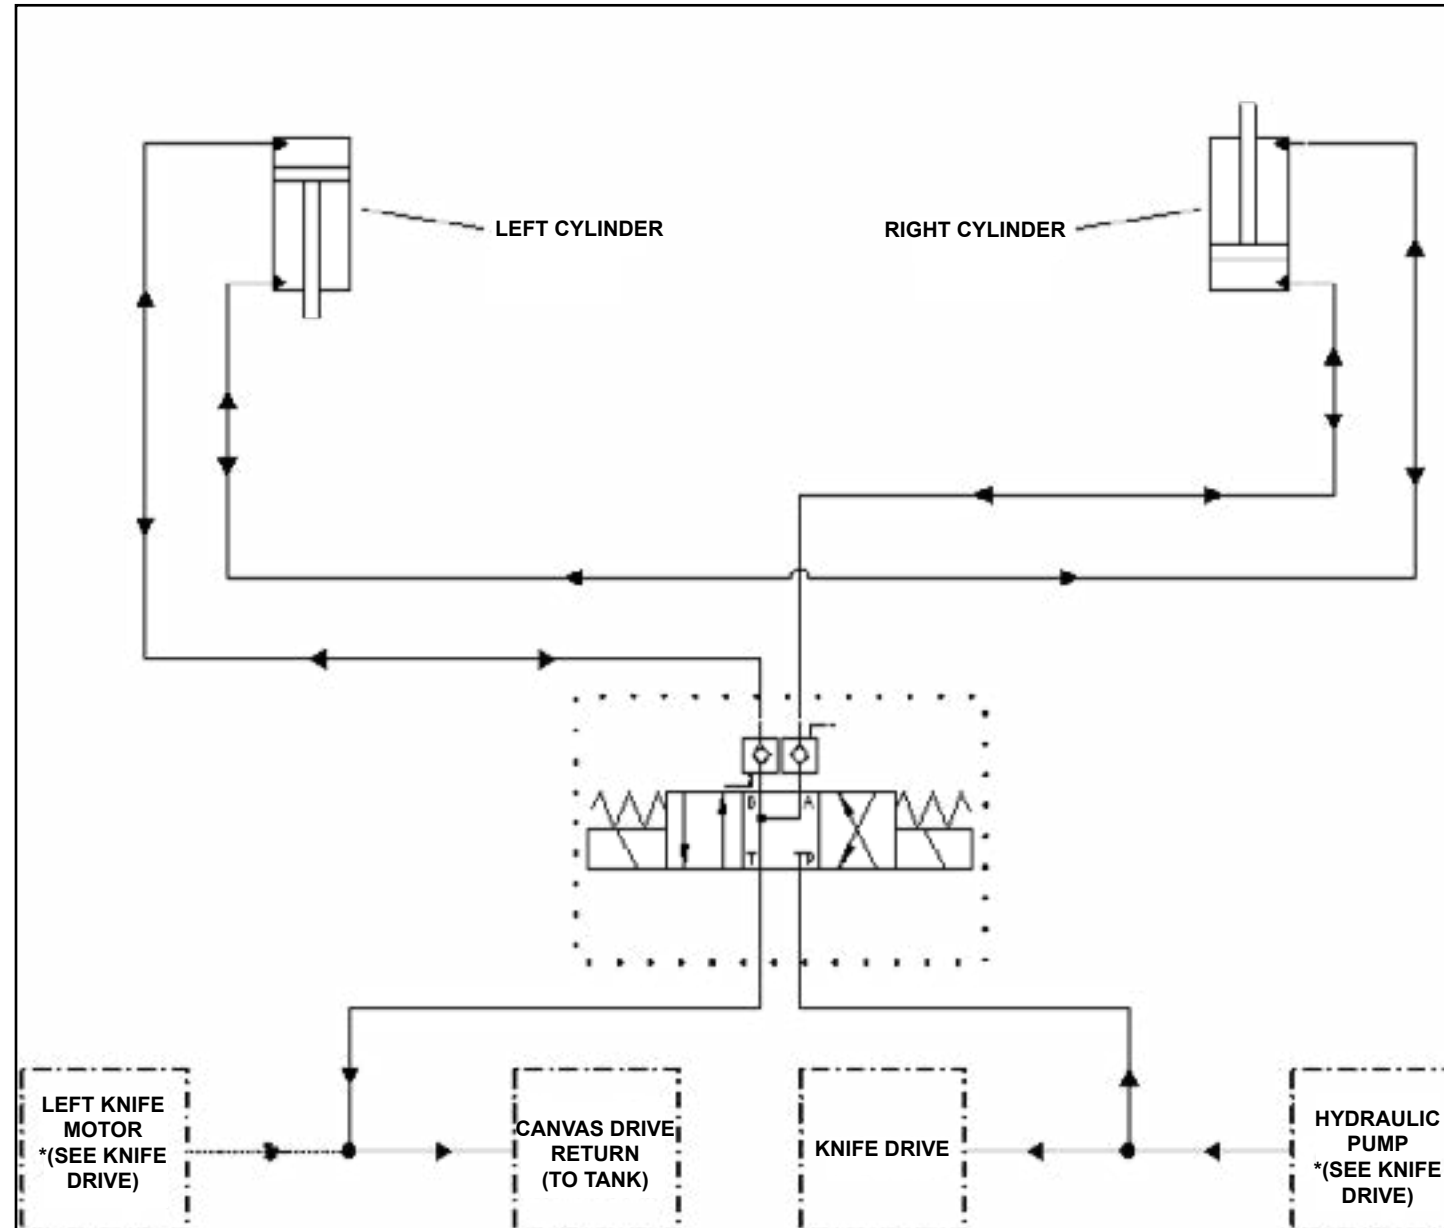 LEFT CYLINDER
RIGHT CYLINDER
B A
T P
LEFT KNIFE
MOTOR
*(SEE KNIFE
DRIVE)
CANVAS DRIVE
RETURN
(TO TANK)
KNIFE DRIVE
HYDRAULIC
PUMP
*(SEE KNIFE
DRIVE)